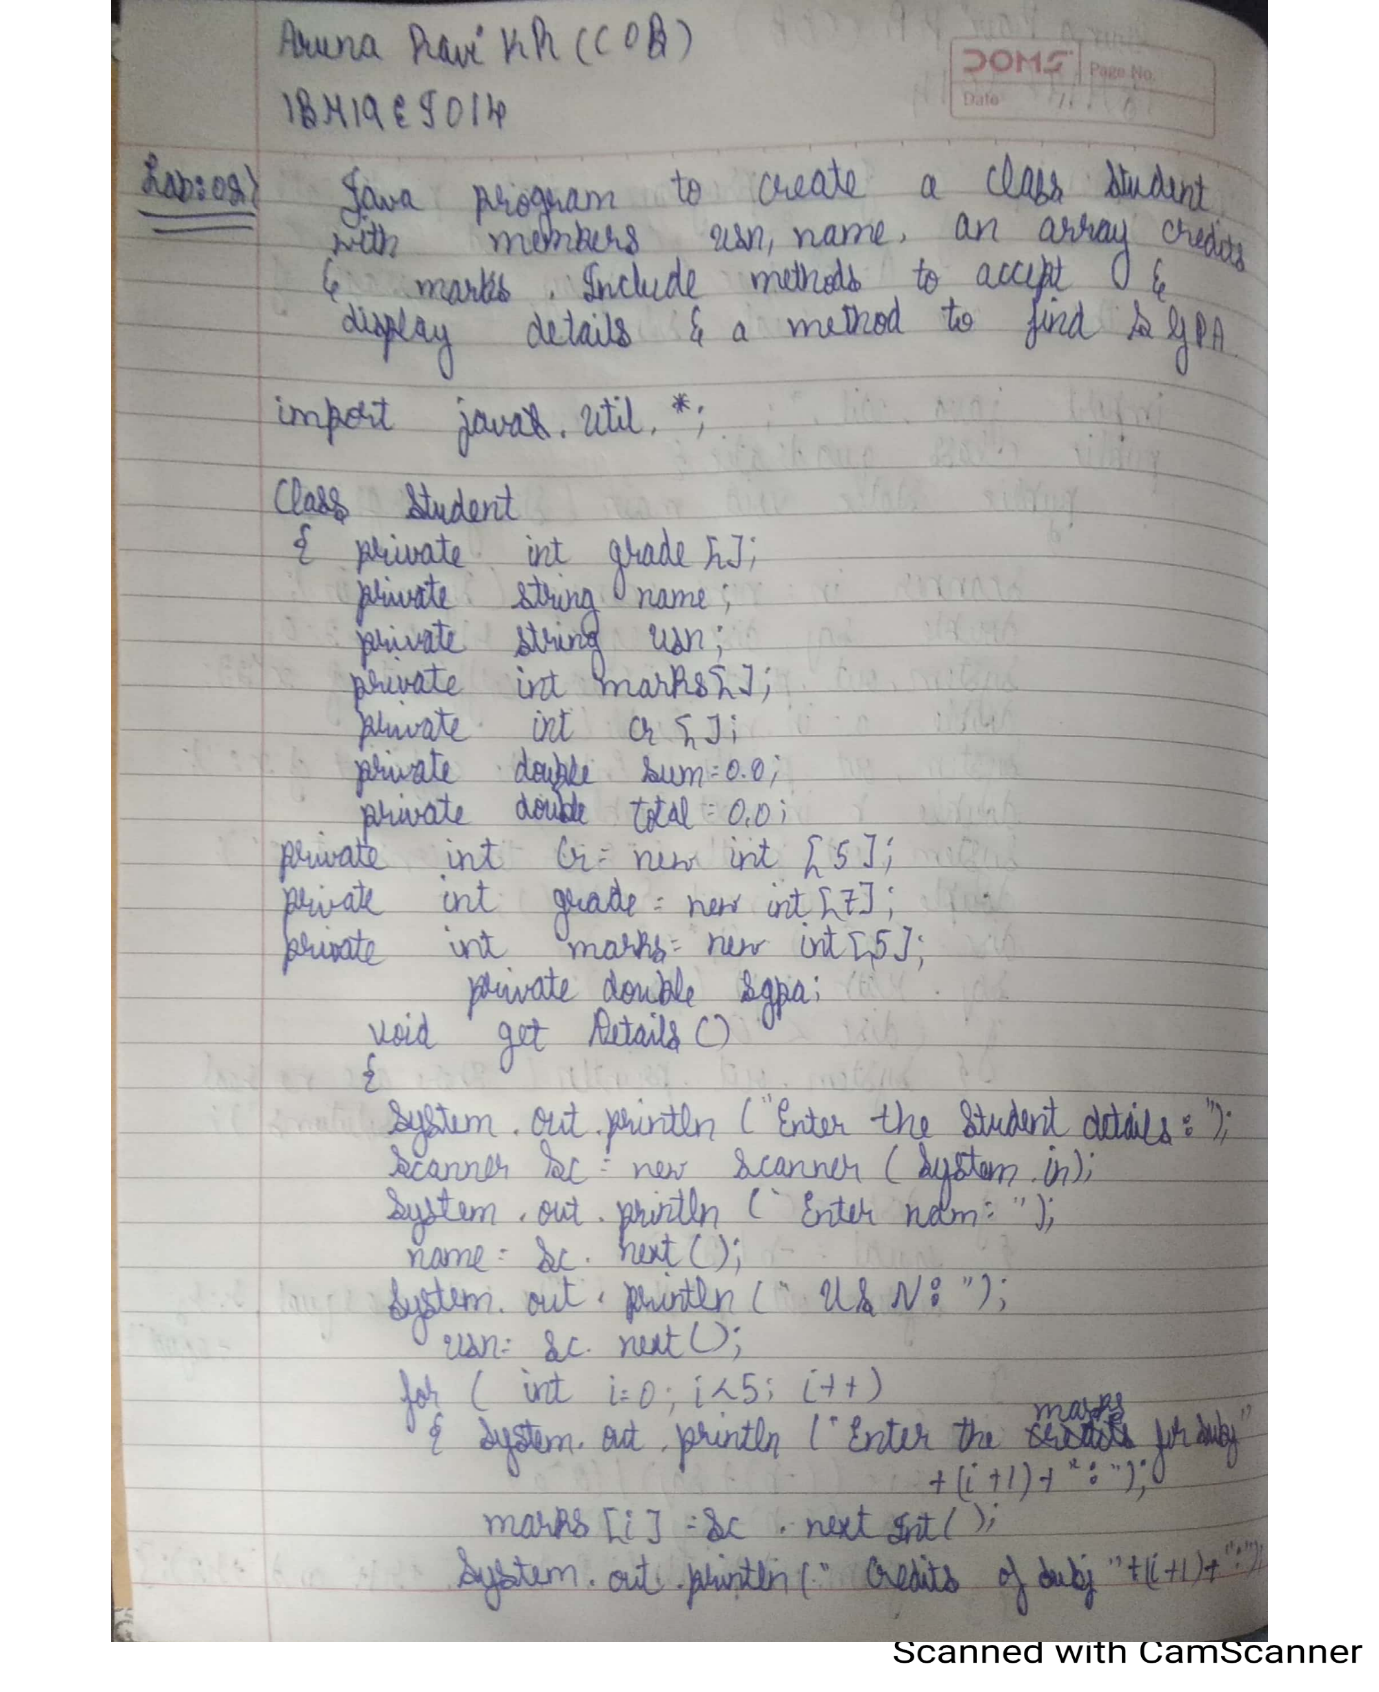 Aruna Ravi KR (COB)
DOMS Page No.
Date
1BM19EJ014
Lab:02)
Java program to create a class Student
with members usn, name, an array credits
& marks. Include methods to accept &
display details & a method to find SGPA.
import java. util. *;
Class Student
{ private int grade [];
private string name;
private string usn;
private int marks[];
private int cr [];
private double sum=0.0;
private double total = 0.0;
private int Cr= new int [5];
private int grade = new int [7];
private int marks= new int [5];
private double sgpa;
void get Details ()
{
System. out. println ("Enter the Student details: ");
Scanner Sc = new Scanner (System. in);
System. out. println (" Enter nam: ");
name= Sc. next ();
System. out. println (" USN: ");
usn= Sc. next ();
for ( int i=0; i<5; i++)
{ System. out. println ("Enter the marks for subj"
+(i+1)+ ":");
marks [i] = Sc. next Int ();
System. out. println (" Credits of subj "+(i+1)+":");
Scanned with CamScanner